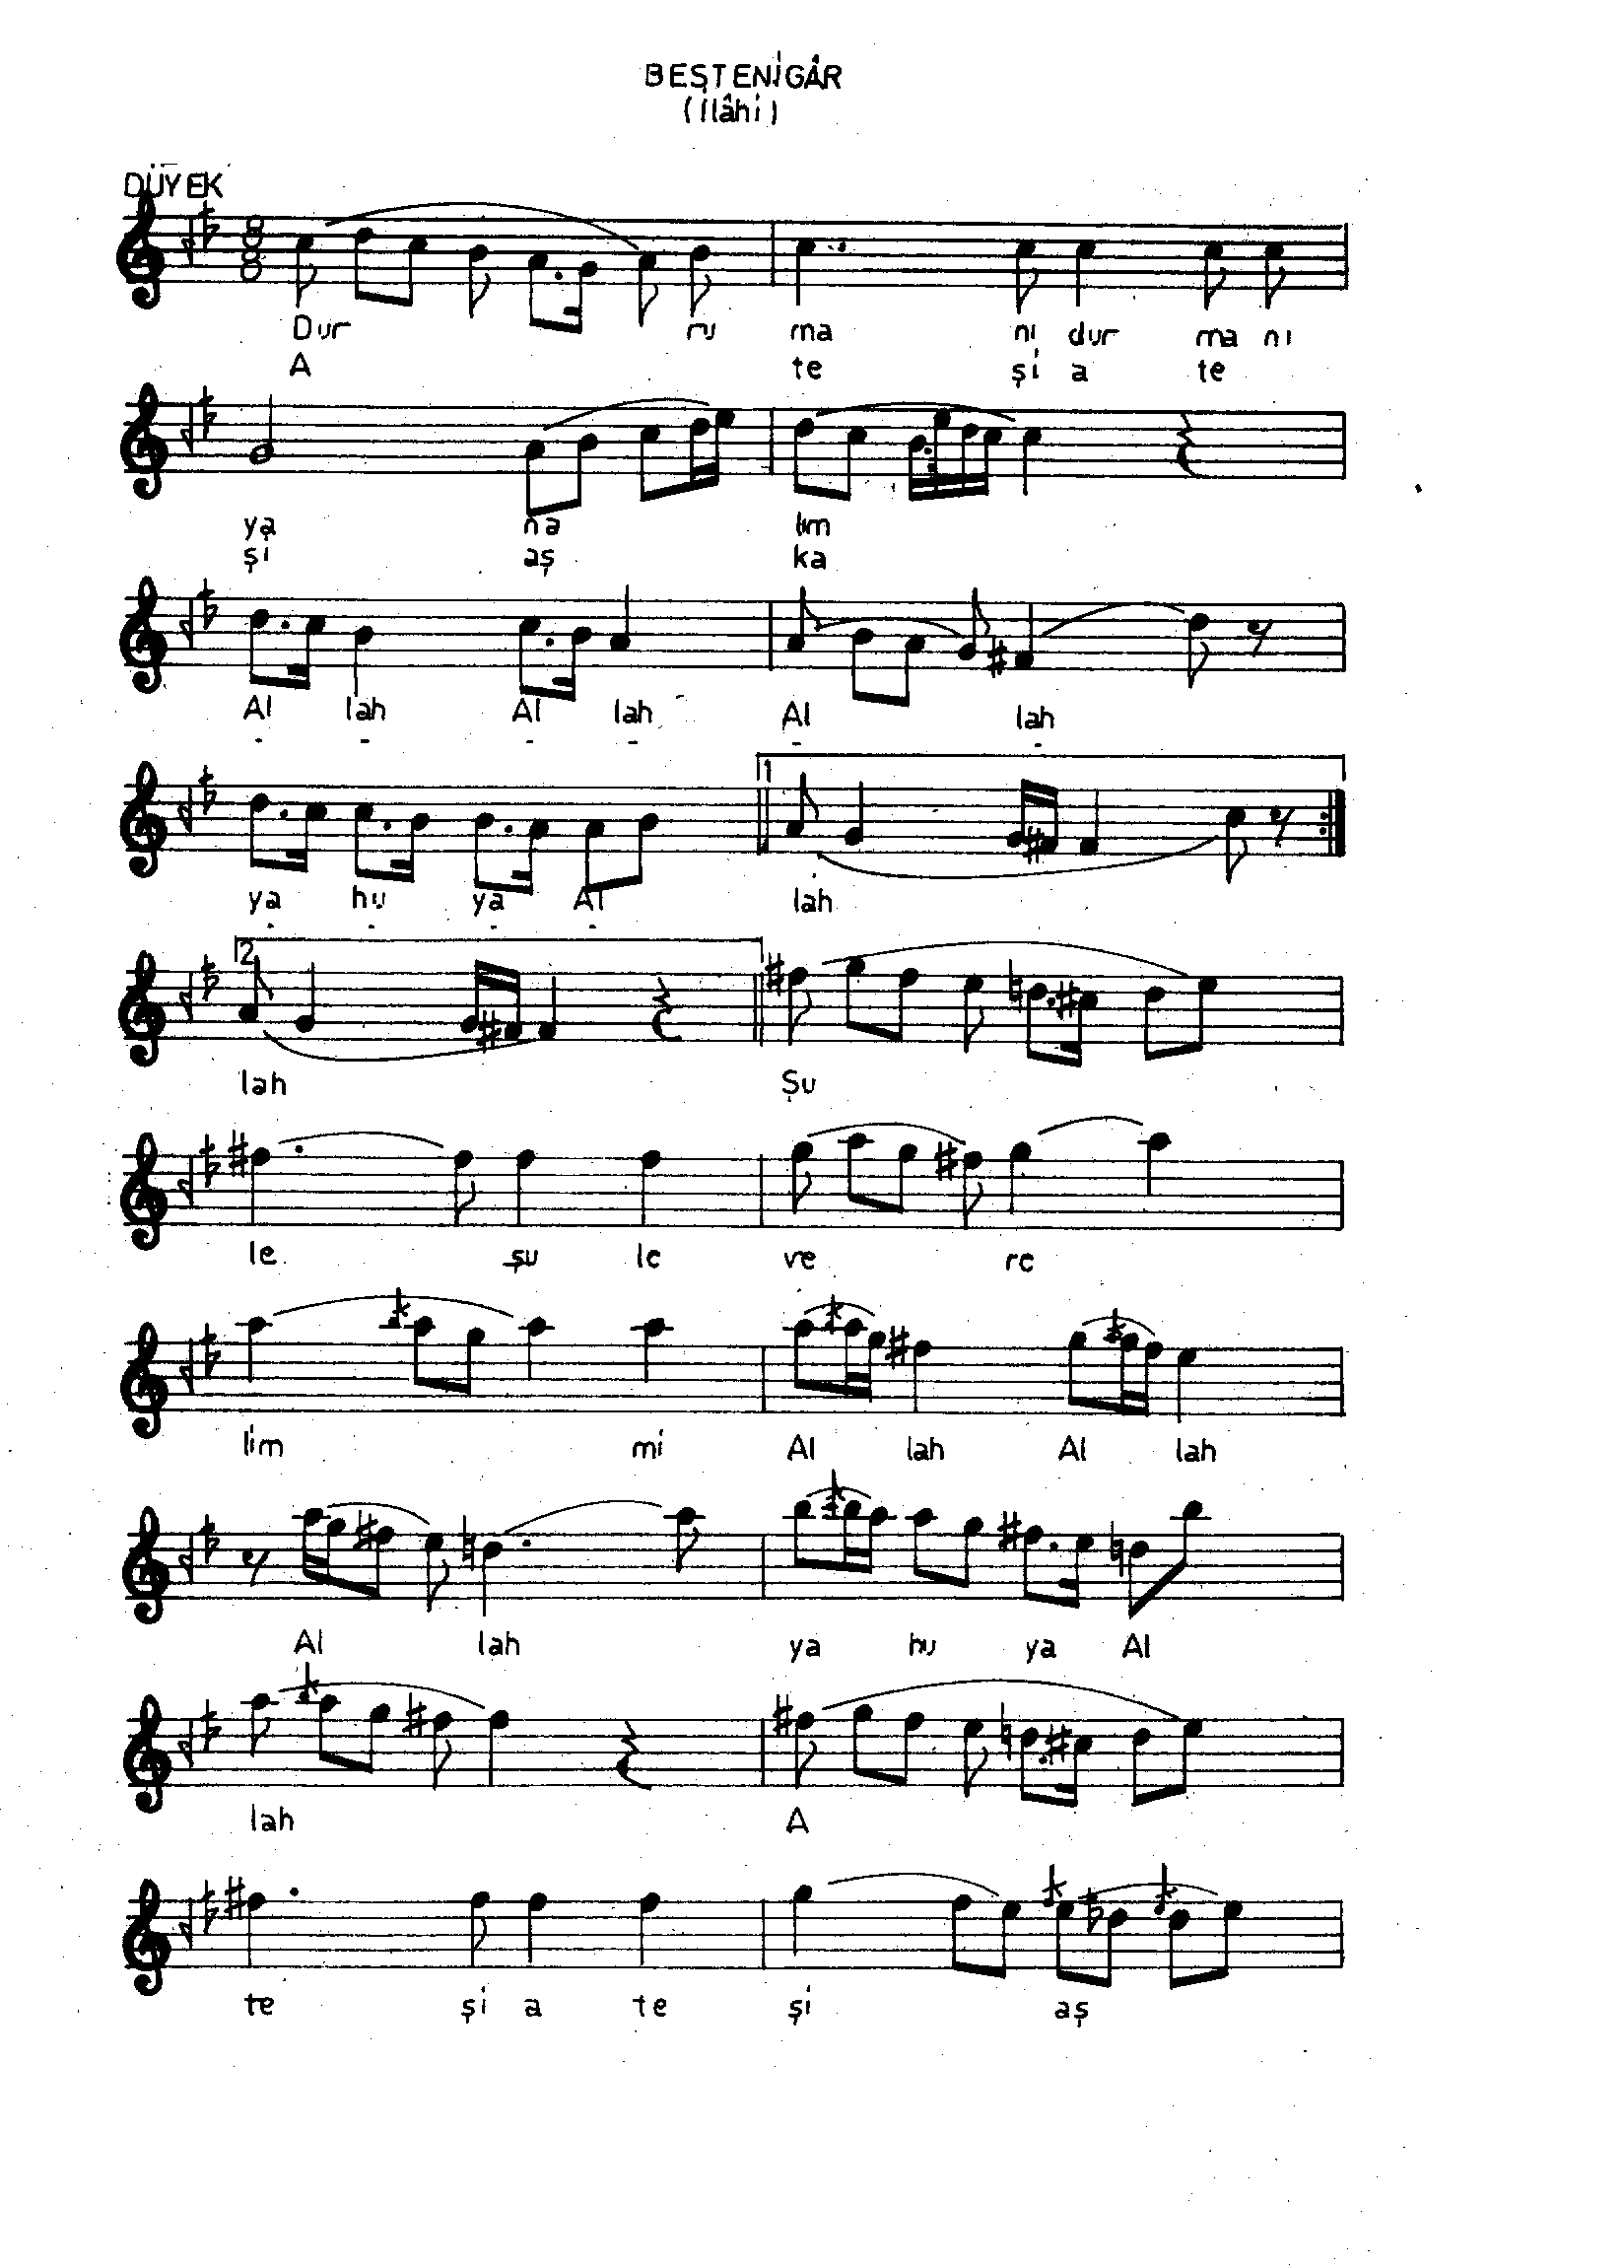 BEŞTENİGÂR
(İlâhi)
DÜYEK
8
Dur ru ma nı dur ma nı
A te şi a te
ya na lım
şı aş ka
Al lah Al lah Al lah
1
ya hu ya Al lah
2
lah Şu
le şu le ve re
lim mi Al lah Al lah
Al lah ya hu ya Al
lah A
te şi a te şi aş